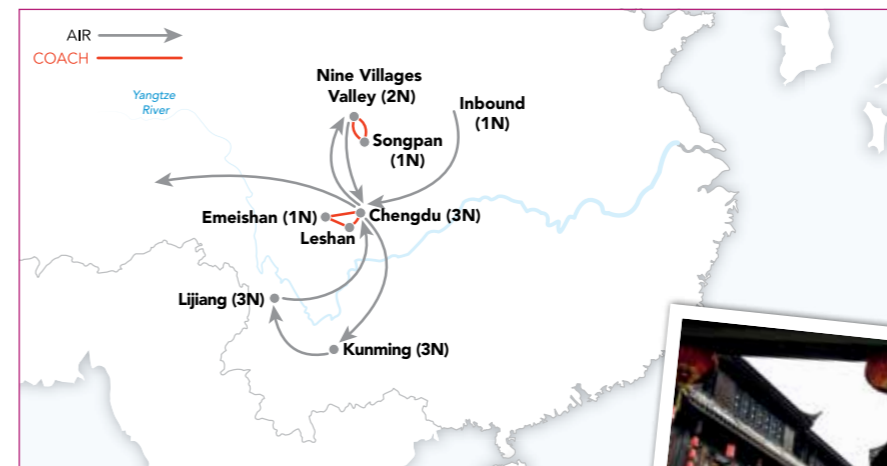 AIR
COACH
Yangtze
River
Nine Villages
Valley (2N)
Inbound
(1N)
Songpan
(1N)
Emeishan (1N)
Chengdu (3N)
Leshan
Lijiang (3N)
Kunming (3N)